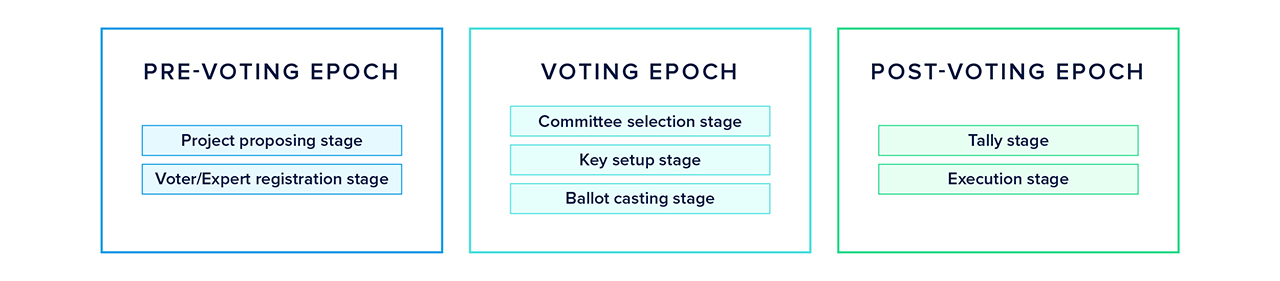 PRE-VOTING EPOCH
Project proposing stage
Voter/Expert registration stage
VOTING EPOCH
Committee selection stage
Key setup stage
Ballot casting stage
POST-VOTING EPOCH
Tally stage
Execution stage